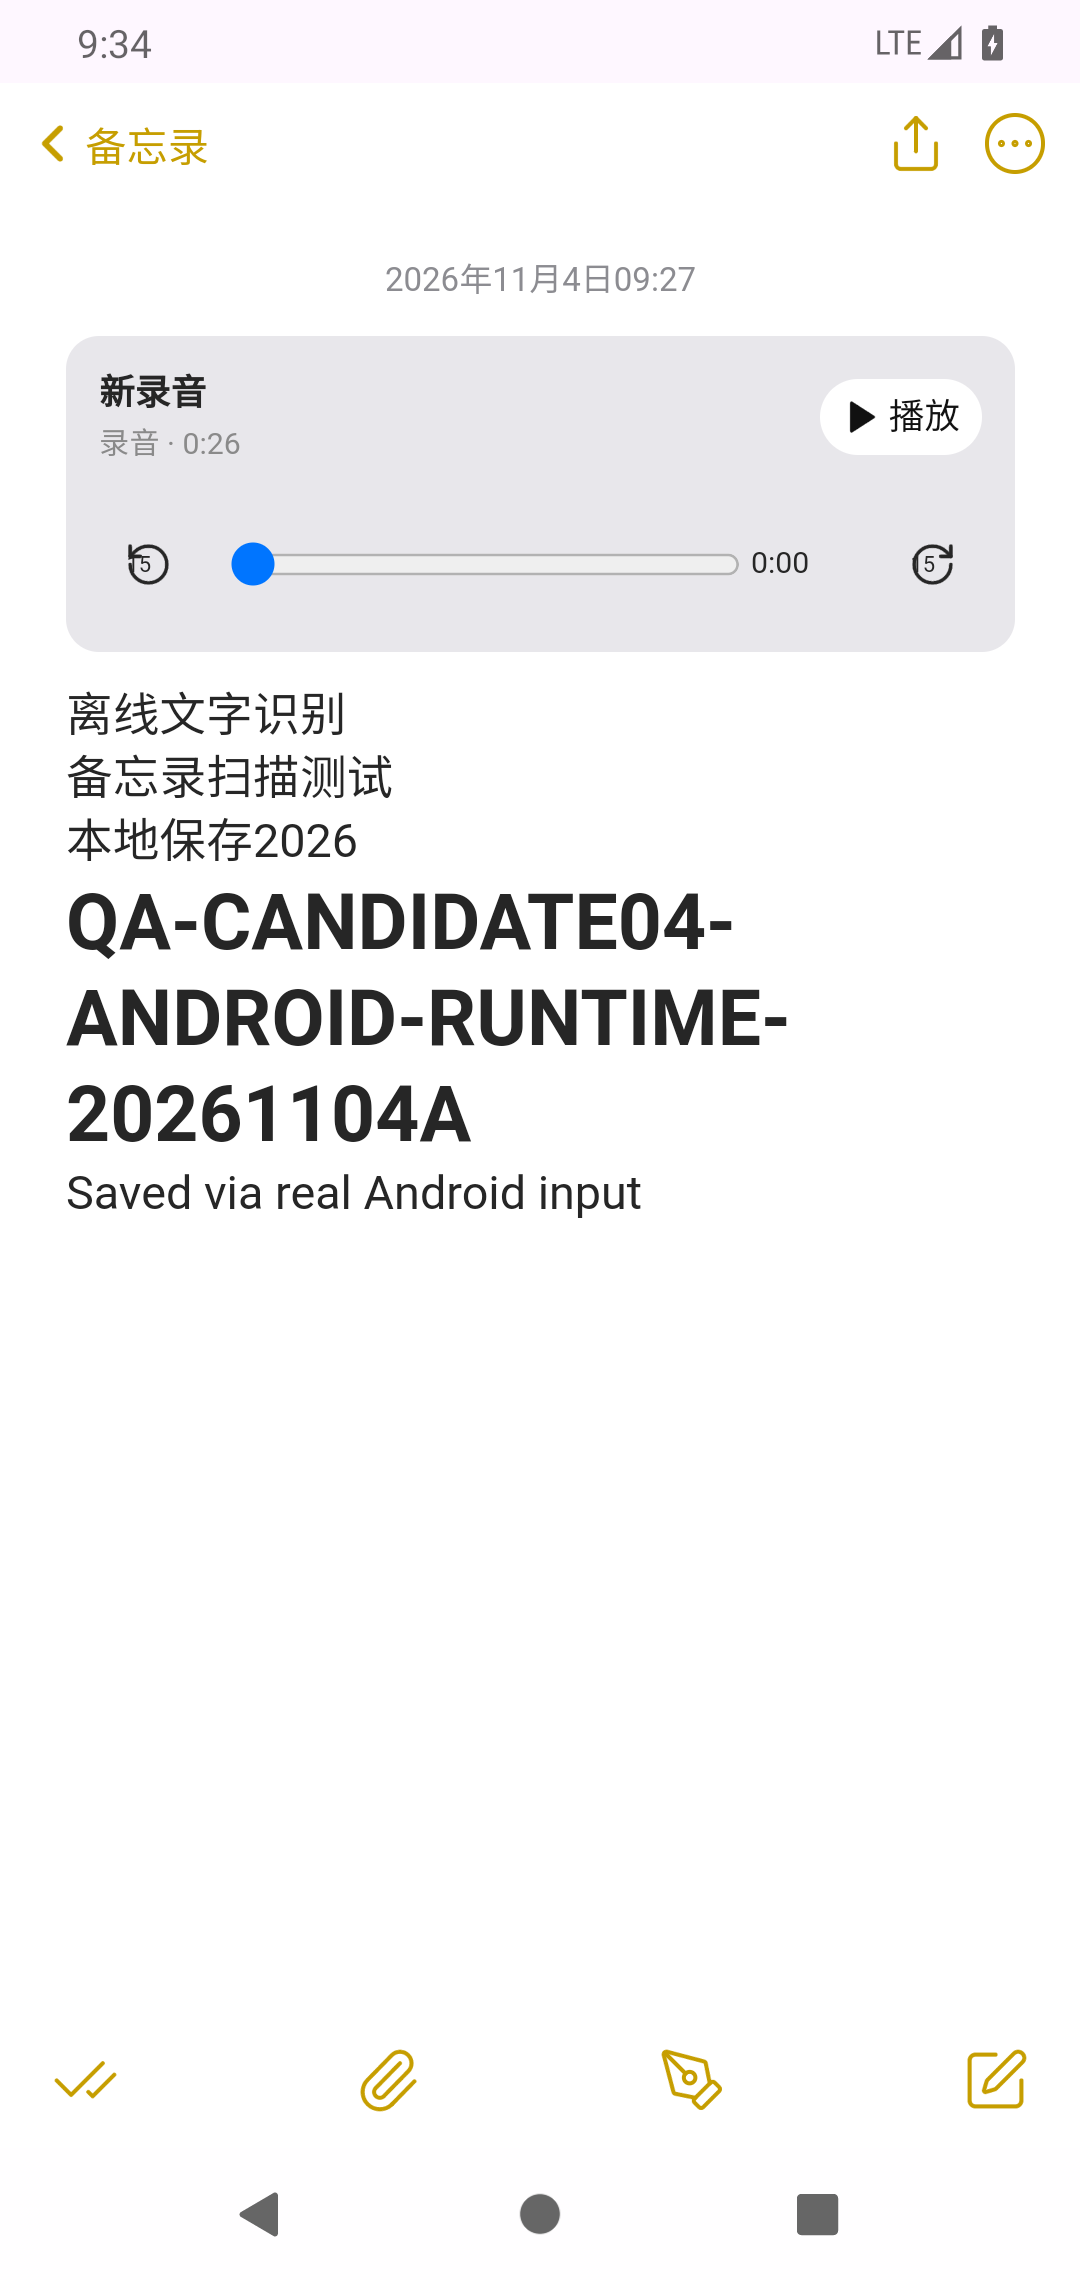 9:34
LTE
备忘录
2026年11月4日09:27
新录音
播放
录音 · 0:26
15
0:00
15
离线文字识别
备忘录扫描测试
本地保存2026
QA-CANDIDATE04-
ANDROID-RUNTIME-
20261104A
Saved via real Android input